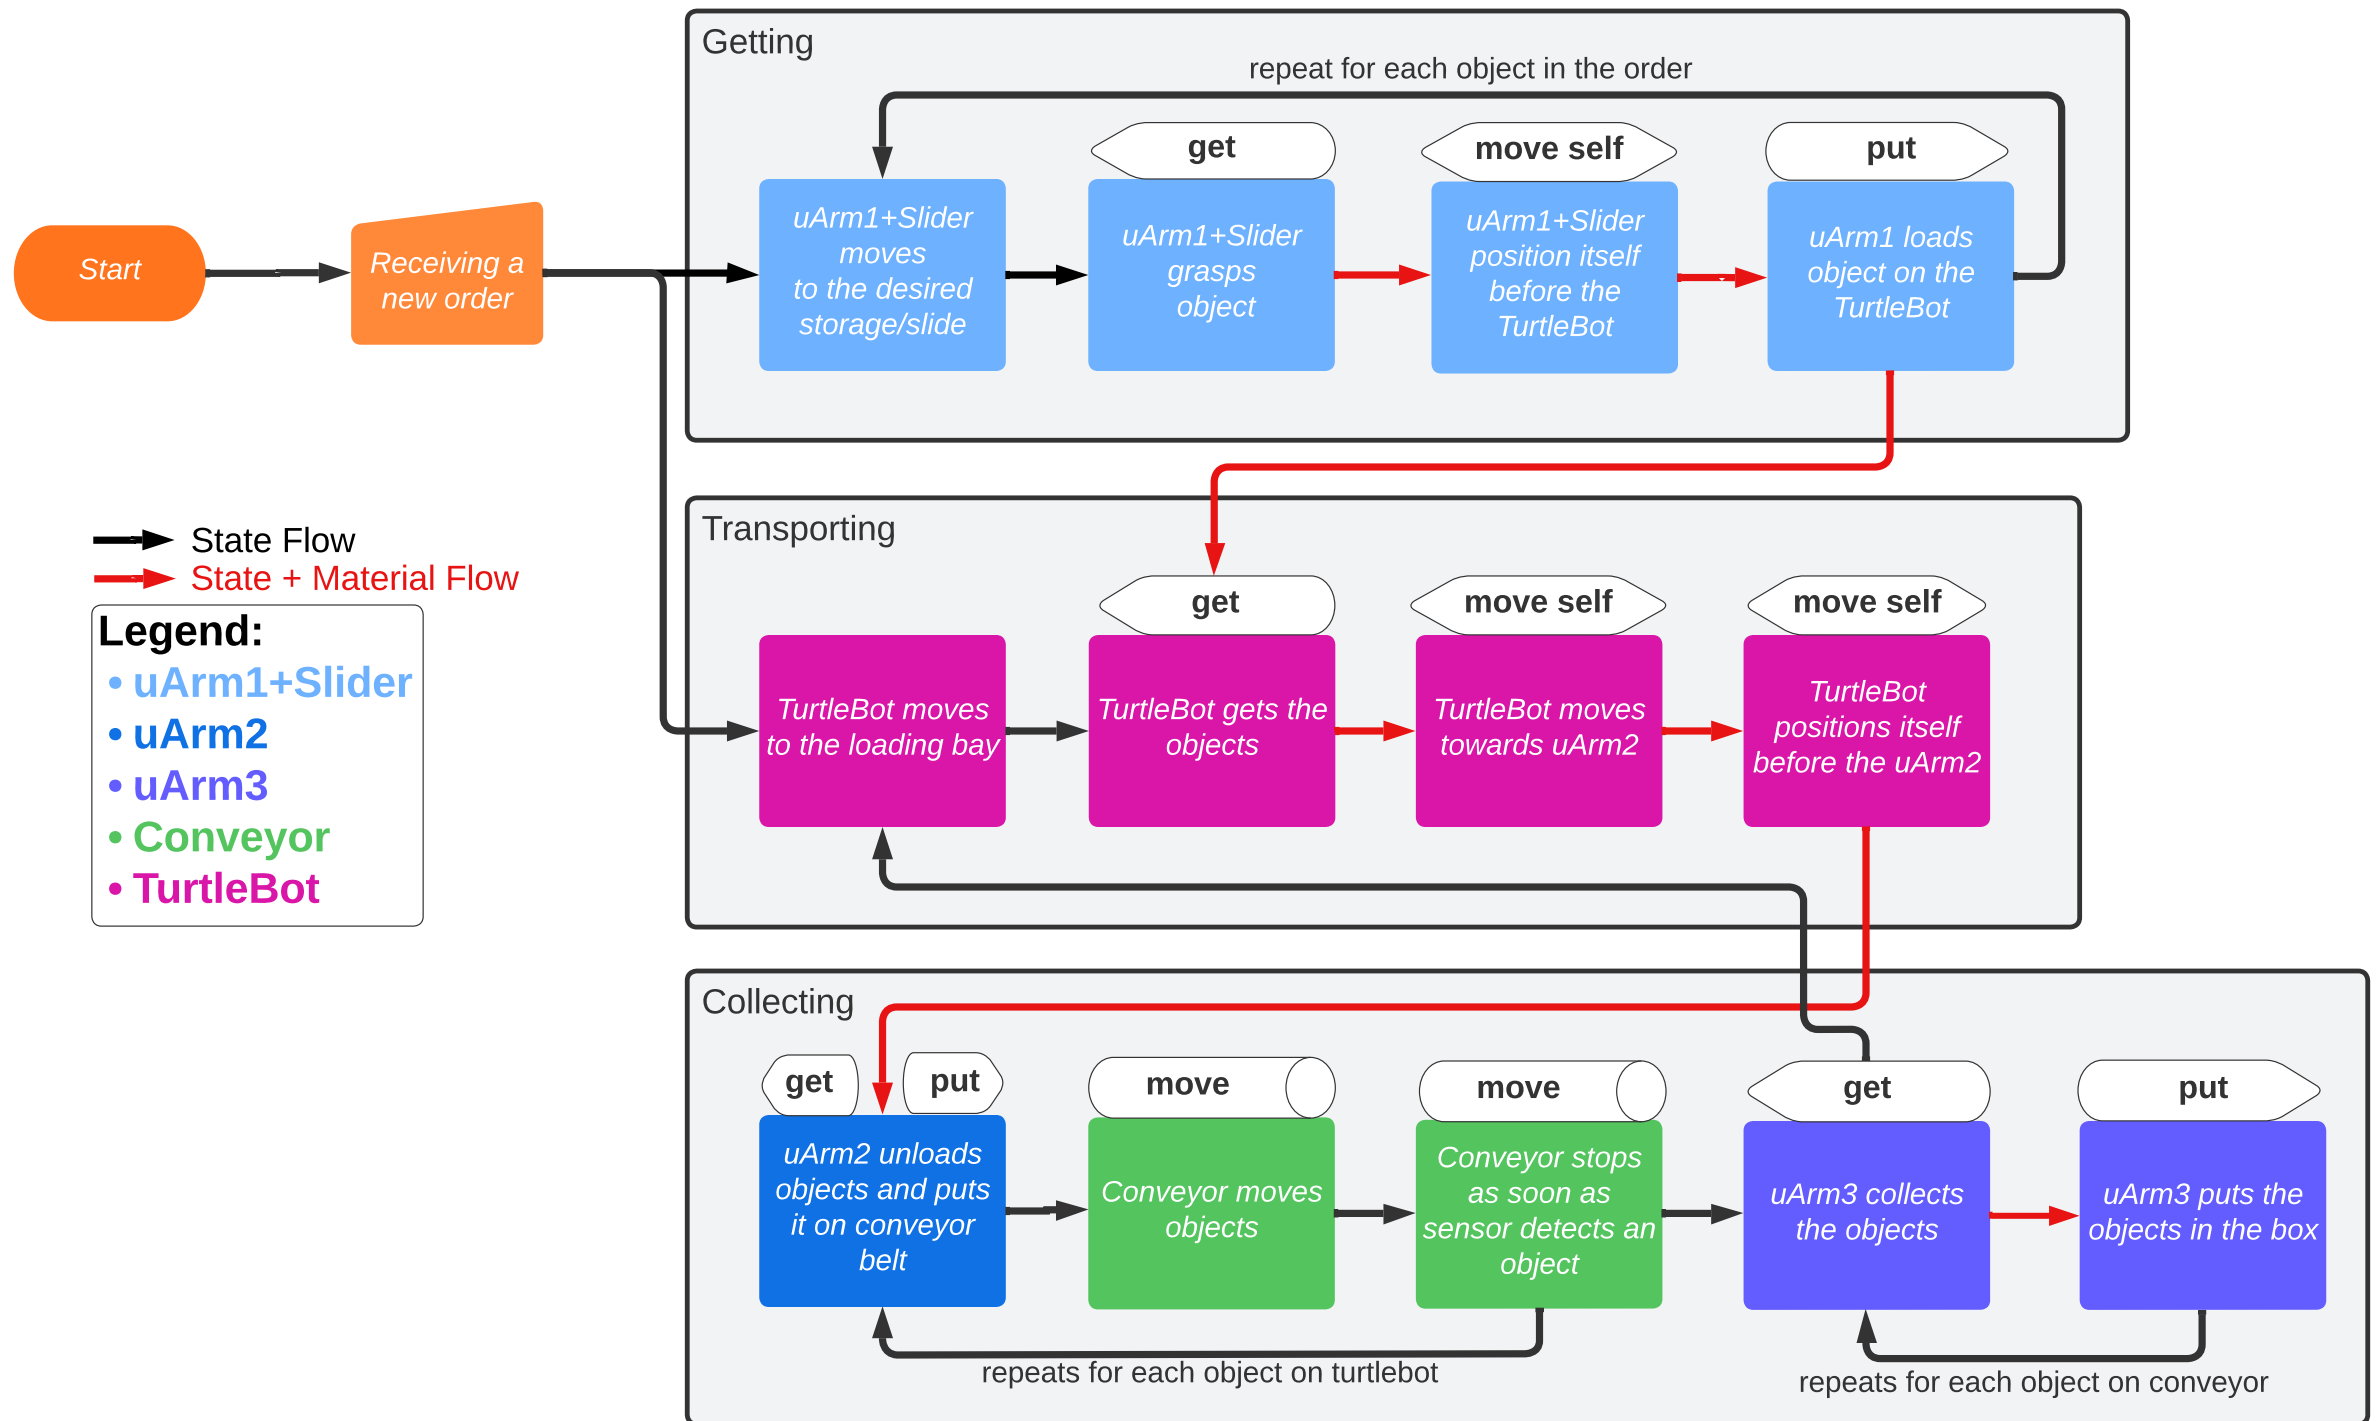 Getting
repeat for each object in the order
get
move self
put
Start
Receiving a
new order
uArm1+Slider
moves
to the desired
storage/slide
uArm1+Slider
grasps
object
uArm1+Slider
position itself
before the
TurtleBot
uArm1 loads
object on the
TurtleBot
State Flow
State + Material Flow
Legend:
• uArm1+Slider
• uArm2
• uArm3
• Conveyor
• TurtleBot
Transporting
get
move self
move self
TurtleBot moves
to the loading bay
TurtleBot gets the
objects
TurtleBot moves
towards uArm2
TurtleBot
positions itself
before the uArm2
Collecting
get
put
move
move
get
put
uArm2 unloads
objects and puts
it on conveyor
belt
Conveyor moves
objects
Conveyor stops
as soon as
sensor detects an
object
uArm3 collects
the objects
uArm3 puts the
objects in the box
repeats for each object on turtlebot
repeats for each object on conveyor